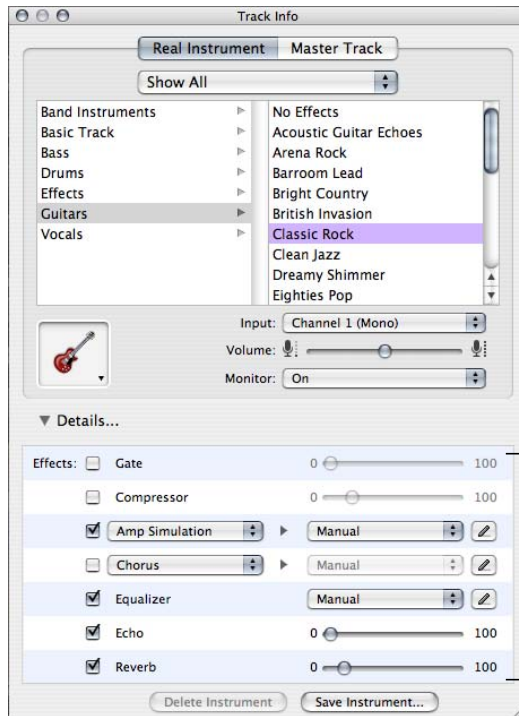 Track Info
Real Instrument Master Track
Show All
Band Instruments
Basic Track
Bass
Drums
Effects
Guitars
Vocals
No Effects
Acoustic Guitar Echoes
Arena Rock
Barroom Lead
Bright Country
British Invasion
Classic Rock
Clean Jazz
Dreamy Shimmer
Eighties Pop
Input: Channel 1 (Mono)
Volume:
Monitor: On
Details...
Effects: Gate 0 100
Compressor 0 100
Amp Simulation Manual
Chorus Manual
Equalizer Manual
Echo 0 100
Reverb 0 100
Delete Instrument Save Instrument...